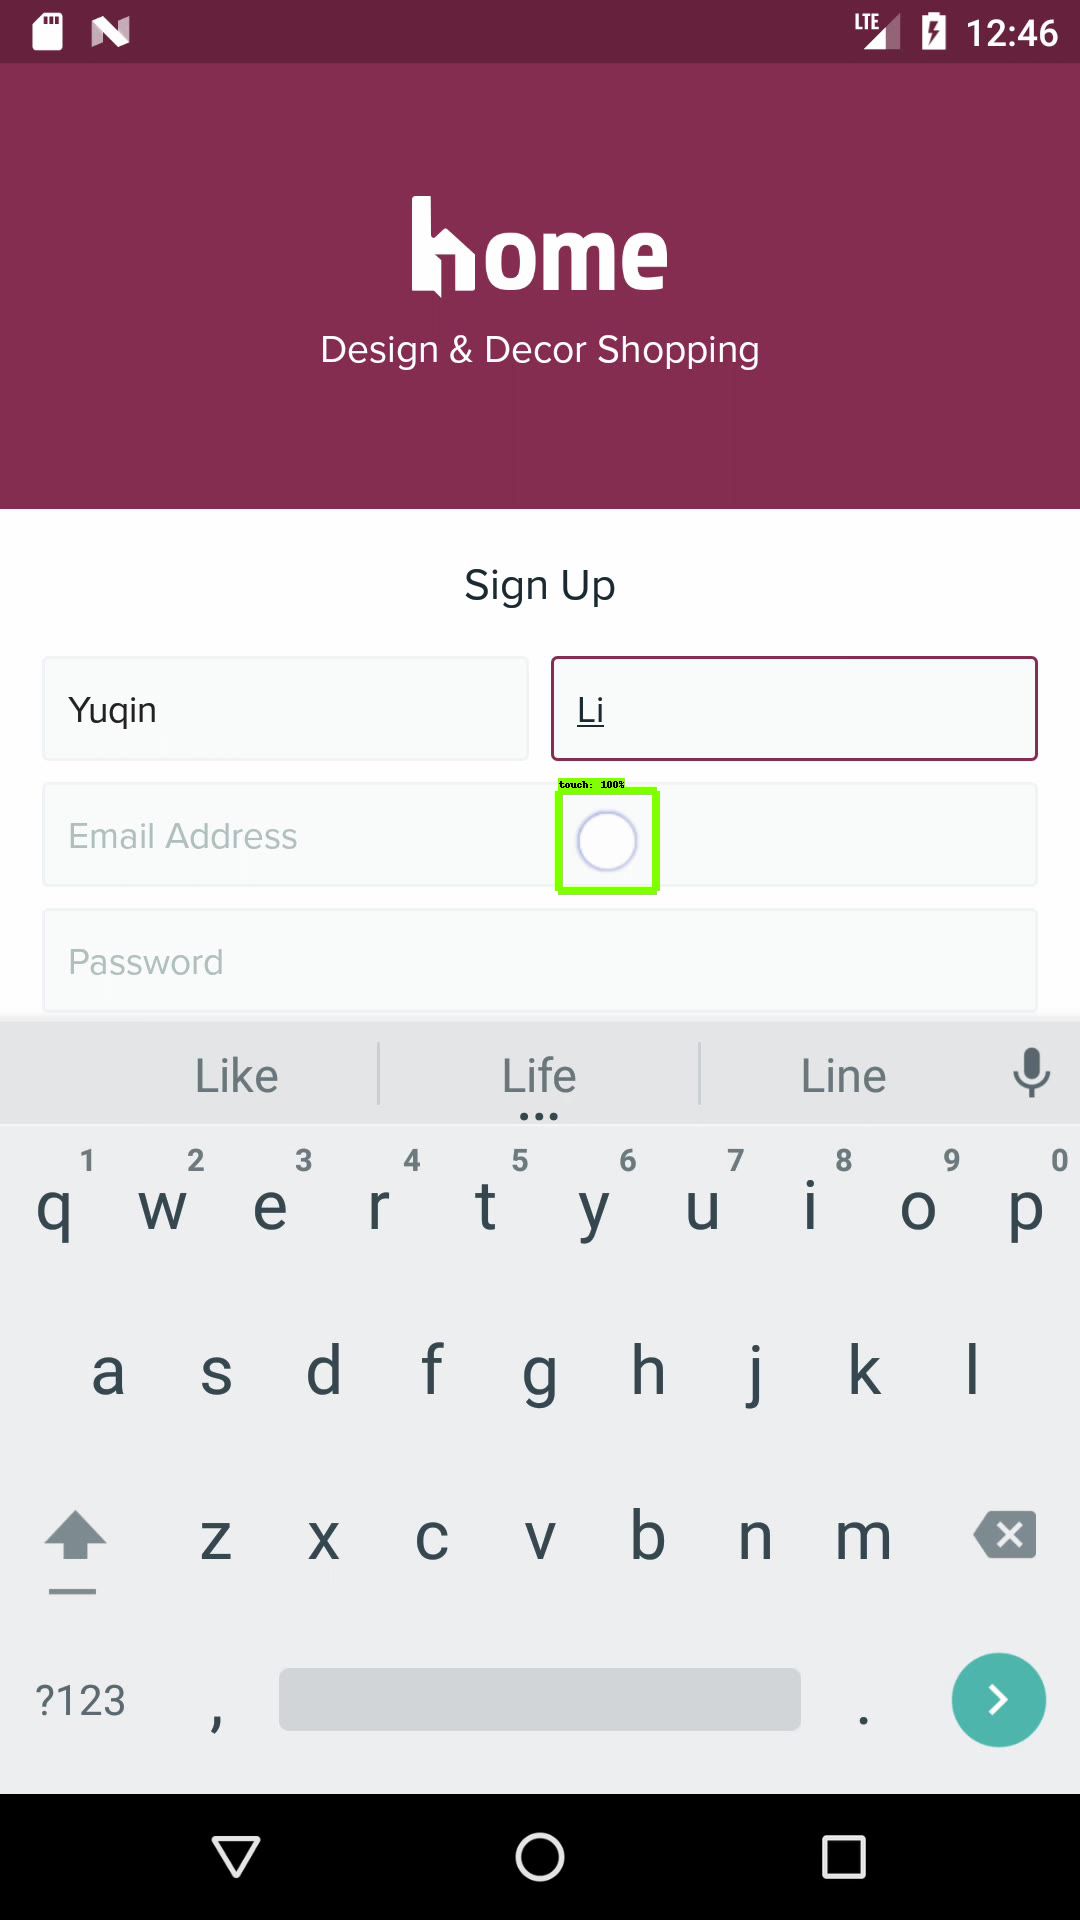 LTE 12:46
home
Design & Decor Shopping
Sign Up
Yuqin Li
touch: 100%
Email Address
Password
Like Life Line
1 2 3 4 5 6 7 8 9 0
q w e r t y u i o p
a s d f g h j k l
z x c v b n m
?123 , .